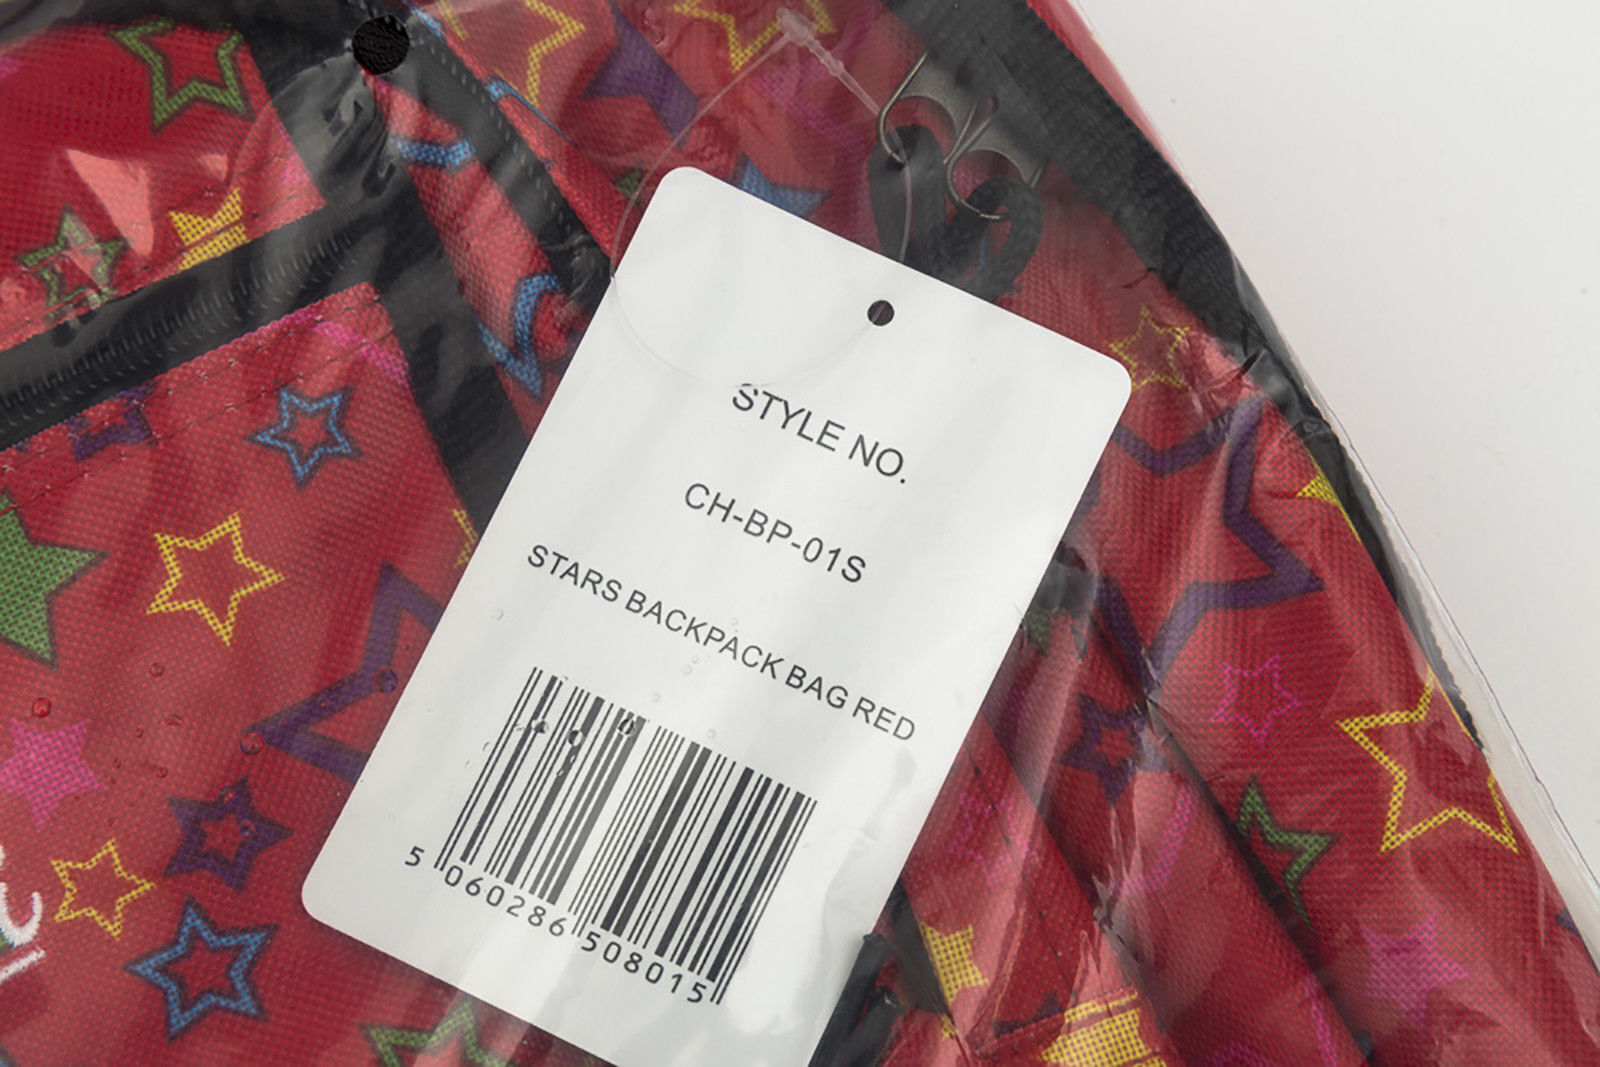 STYLE NO.
CH-BP-01S
STARS BACKPACK BAG RED
5 060286 508015